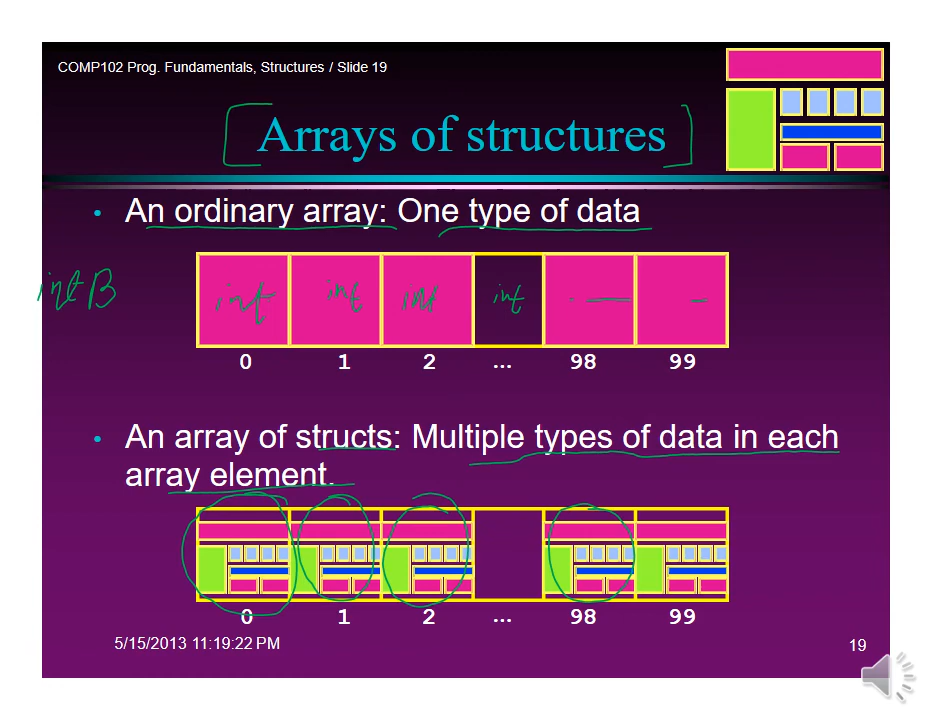 COMP102 Prog. Fundamentals, Structures / Slide 19
Arrays of structures
• An ordinary array: One type of data
int B
int int int int
0 1 2 ... 98 99
• An array of structs: Multiple types of data in each
array element.
0 1 2 ... 98 99
5/15/2013 11:19:22 PM 19